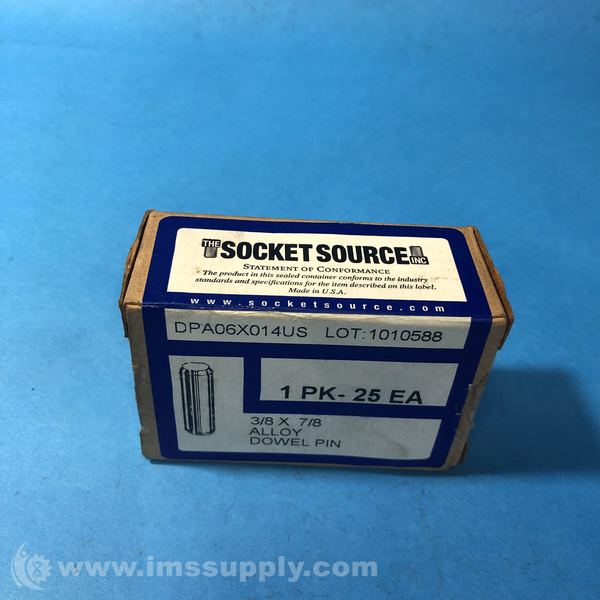 THE SOCKET SOURCE INC
STATEMENT OF CONFORMANCE
The product in this sealed container conforms to the industry
standards and specifications for the item described on this label.
Made in U.S.A.
www.socketsource.com
DPA06X014US LOT:1010588
1 PK- 25 EA
3/8 X 7/8
ALLOY
DOWEL PIN
www.imssupply.com